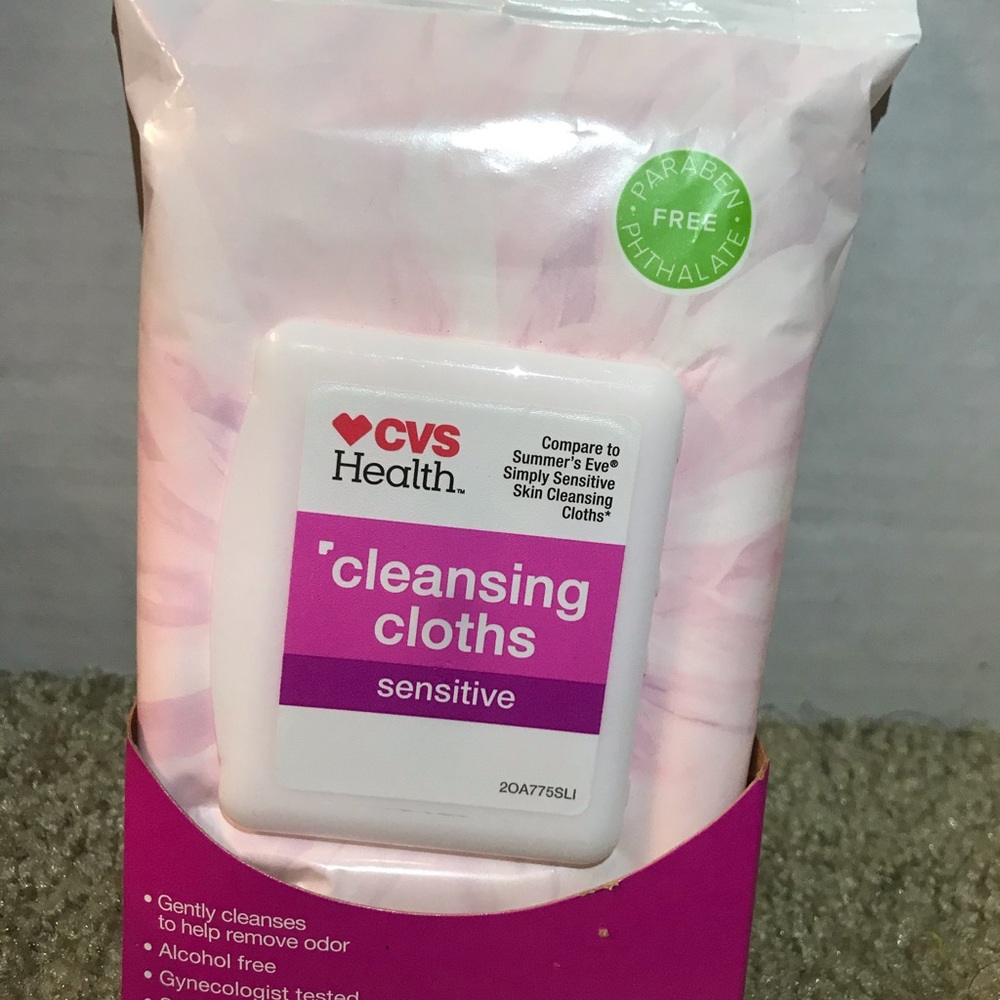 PARABEN
FREE
PHTHALATE
CVS
Health™
Compare to
Summer's Eve®
Simply Sensitive
Skin Cleansing
Cloths*
cleansing
cloths
sensitive
20A775SLI
• Gently cleanses
to help remove odor
• Alcohol free
• Gynecologist tested